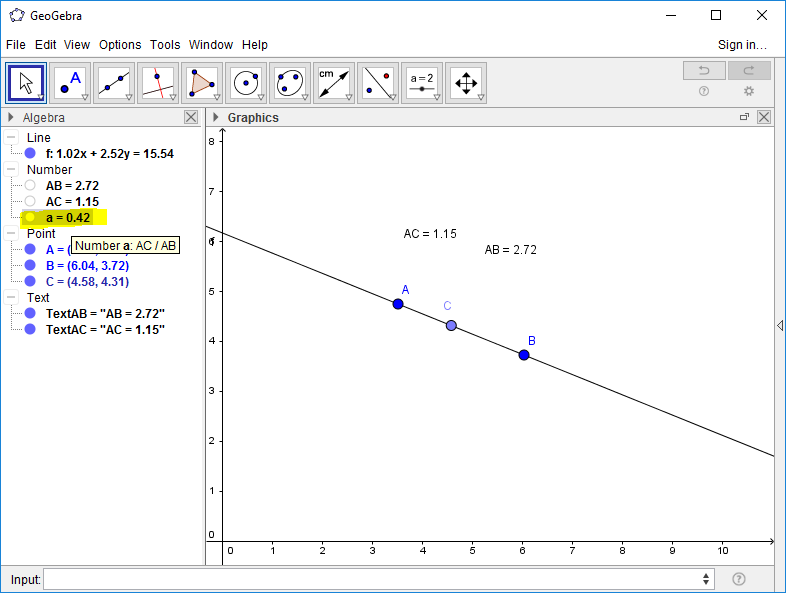 GeoGebra
File Edit View Options Tools Window Help Sign in...
A cm a=2
Algebra
Line
f: 1.02x + 2.52y = 15.54
Number
AB = 2.72
AC = 1.15
a = 0.42
Number a: AC / AB
Point
A = (
B = (6.04, 3.72)
C = (4.58, 4.31)
Text
TextAB = "AB = 2.72"
TextAC = "AC = 1.15"
Graphics
8
7
6
5
4
3
2
1
0
AC = 1.15
AB = 2.72
A
C
B
0 1 2 3 4 5 6 7 8 9 10
Input: